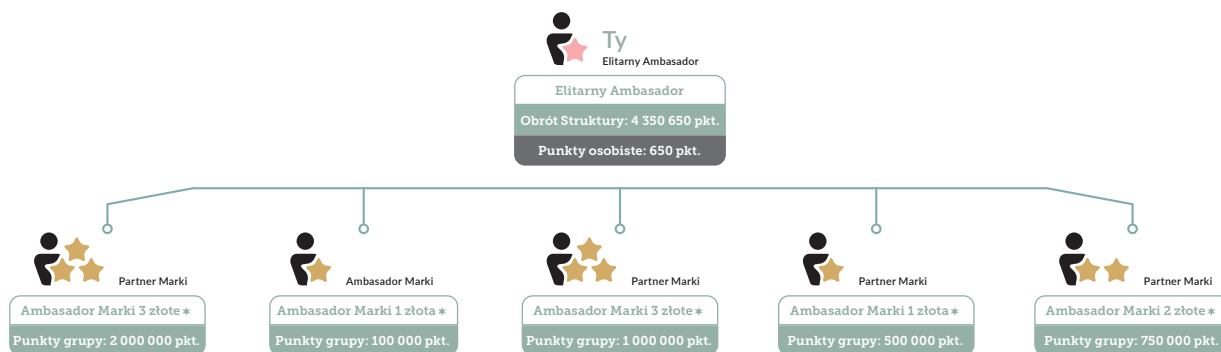 Ty
Elitarny Ambasador
Elitarny Ambasador
Obrót Struktury: 4 350 650 pkt.
Punkty osobiste: 650 pkt.
Partner Marki
Ambasador Marki 3 złote ✶
Punkty grupy: 2 000 000 pkt.
Ambasador Marki
Ambasador Marki 1 złota ✶
Punkty grupy: 100 000 pkt.
Partner Marki
Ambasador Marki 3 złote ✶
Punkty grupy: 1 000 000 pkt.
Partner Marki
Ambasador Marki 1 złota ✶
Punkty grupy: 500 000 pkt.
Partner Marki
Ambasador Marki 2 złote ✶
Punkty grupy: 750 000 pkt.